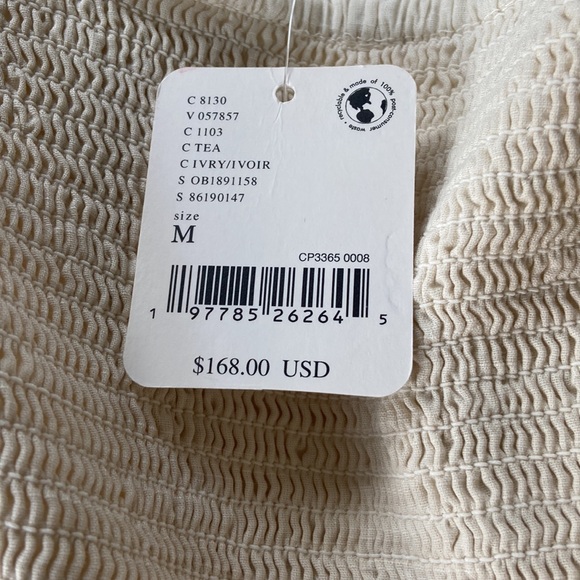 recyclable & made of 100% post-consumer waste •
C 8130
V 057857
C 1103
C TEA
C IVRY/IVOIR
S OB1891158
S 86190147
size
M
CP3365 0008
1 97785 26264 5
$168.00 USD